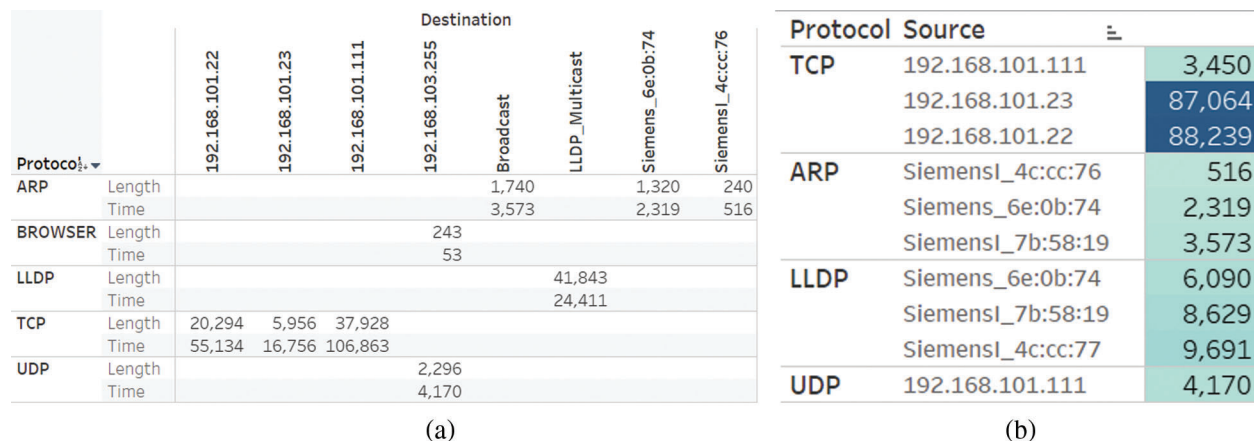 Destination
Protocol 192.168.101.22 192.168.101.23 192.168.101.111 192.168.103.255 Broadcast LLDP_Multicast Siemens_6e:0b:74 SiemensI_4c:cc:76
ARP Length 1,740 1,320 240
Time 3,573 2,319 516
BROWSER Length 243
Time 53
LLDP Length 41,843
Time 24,411
TCP Length 20,294 5,956 37,928
Time 55,134 16,756 106,863
UDP Length 2,296
Time 4,170
(a)
Protocol Source
TCP 192.168.101.111 3,450
192.168.101.23 87,064
192.168.101.22 88,239
ARP SiemensI_4c:cc:76 516
Siemens_6e:0b:74 2,319
SiemensI_7b:58:19 3,573
LLDP Siemens_6e:0b:74 6,090
SiemensI_7b:58:19 8,629
SiemensI_4c:cc:77 9,691
UDP 192.168.101.111 4,170
(b)